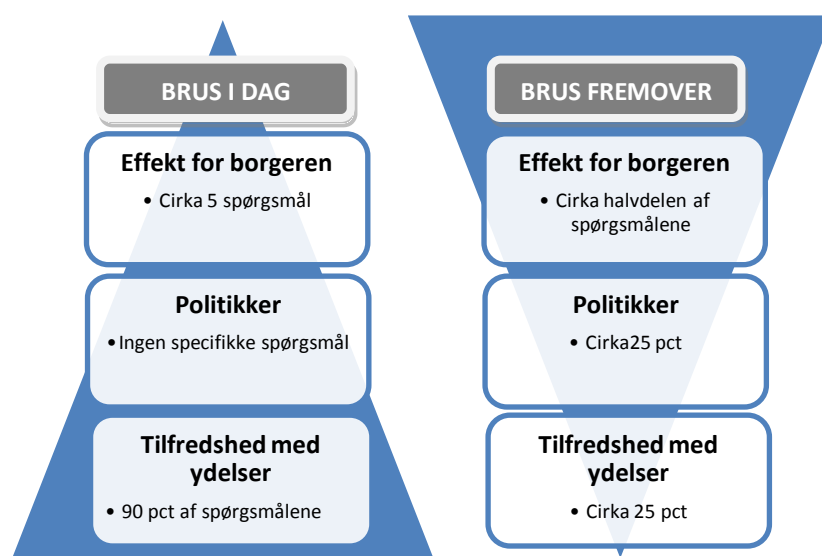 BRUS I DAG
Effekt for borgeren
• Cirka 5 spørgsmål
Politikker
• Ingen specifikke spørgsmål
Tilfredshed med
ydelser
• 90 pct af spørgsmålene
BRUS FREMOVER
Effekt for borgeren
• Cirka halvdelen af
spørgsmålene
Politikker
• Cirka25 pct
Tilfredshed med
ydelser
• Cirka 25 pct